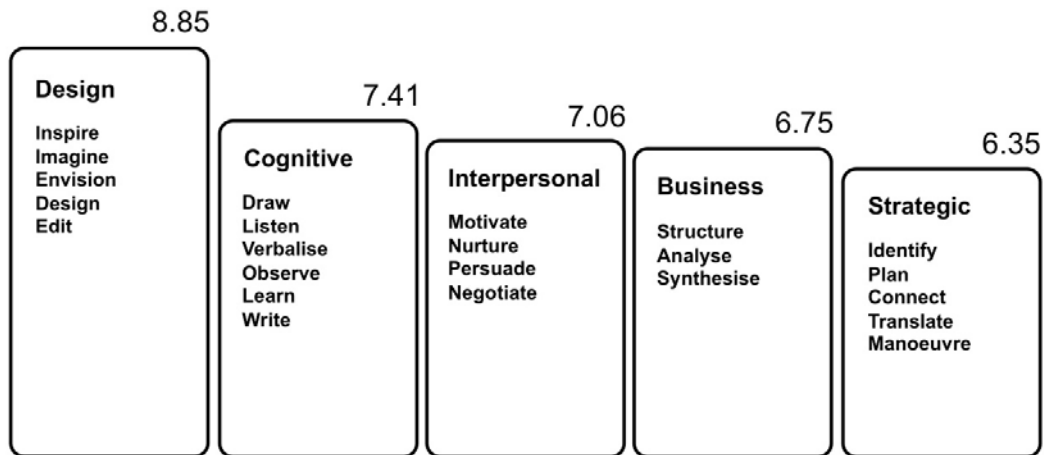 8.85
Design
Inspire
Imagine
Envision
Design
Edit
7.41
Cognitive
Draw
Listen
Verbalise
Observe
Learn
Write
7.06
Interpersonal
Motivate
Nurture
Persuade
Negotiate
6.75
Business
Structure
Analyse
Synthesise
6.35
Strategic
Identify
Plan
Connect
Translate
Manoeuvre